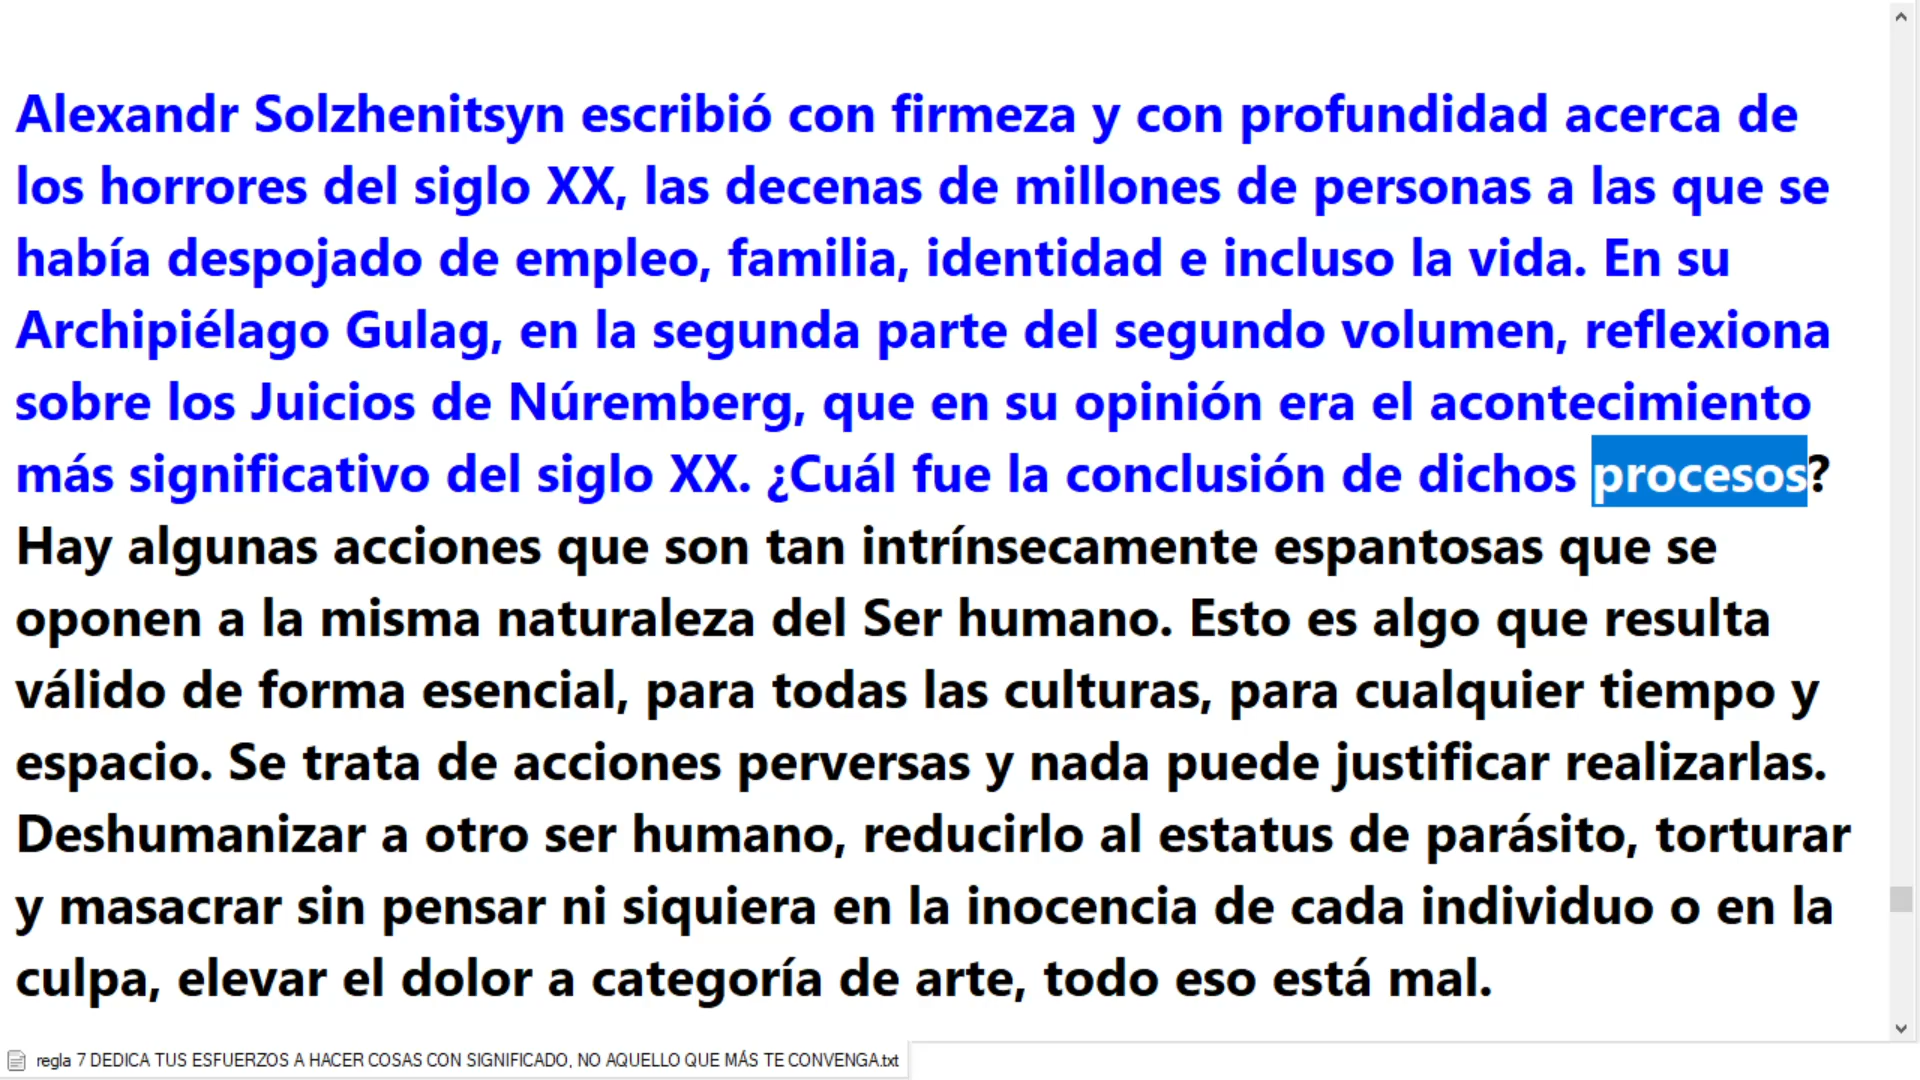 Alexandr Solzhenitsyn escribió con firmeza y con profundidad acerca de
los horrores del siglo XX, las decenas de millones de personas a las que se
había despojado de empleo, familia, identidad e incluso la vida. En su
Archipiélago Gulag, en la segunda parte del segundo volumen, reflexiona
sobre los Juicios de Núremberg, que en su opinión era el acontecimiento
más significativo del siglo XX. ¿Cuál fue la conclusión de dichos procesos?
Hay algunas acciones que son tan intrínsecamente espantosas que se
oponen a la misma naturaleza del Ser humano. Esto es algo que resulta
válido de forma esencial, para todas las culturas, para cualquier tiempo y
espacio. Se trata de acciones perversas y nada puede justificar realizarlas.
Deshumanizar a otro ser humano, reducirlo al estatus de parásito, torturar
y masacrar sin pensar ni siquiera en la inocencia de cada individuo o en la
culpa, elevar el dolor a categoría de arte, todo eso está mal.
regla 7 DEDICA TUS ESFUERZOS A HACER COSAS CON SIGNIFICADO, NO AQUELLO QUE MÁS TE CONVENGA.txt